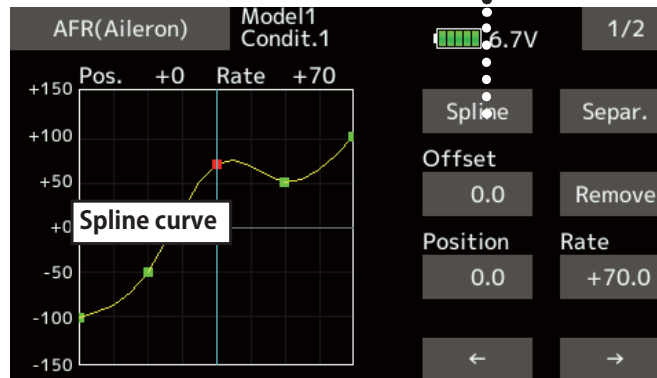 AFR(Aileron)
Model1
Condit.1
6.7V
1/2
Pos. +0 Rate +70
+150
+100
+50
+0
-50
-100
-150
Spline curve
Spline
Separ.
Offset
0.0
Remove
Position
Rate
0.0
+70.0
←
→